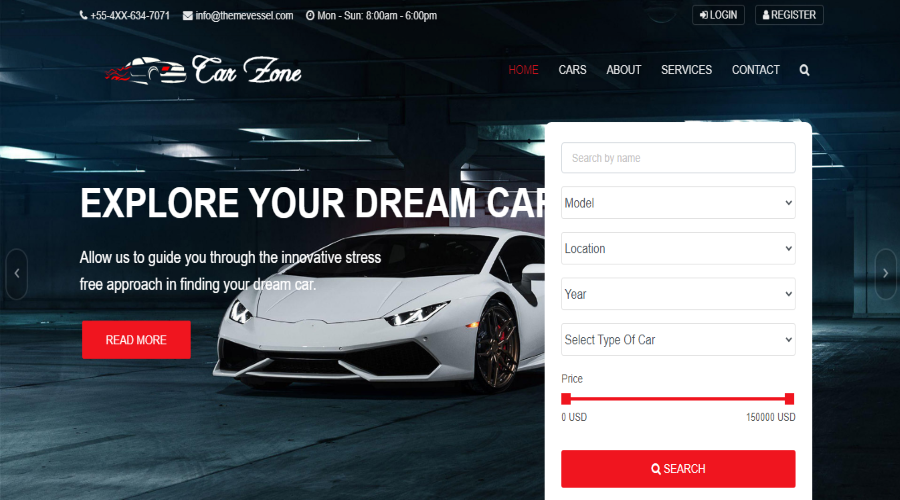 +55-4XX-634-7071 info@themevessel.com Mon - Sun: 8:00am - 6:00pm LOGIN REGISTER
Car Zone HOME CARS ABOUT SERVICES CONTACT
Search by name
EXPLORE YOUR DREAM CAR
Model
Location
Allow us to guide you through the innovative stress
free approach in finding your dream car.
Year
READ MORE
Select Type Of Car
Price
0 USD 150000 USD
SEARCH